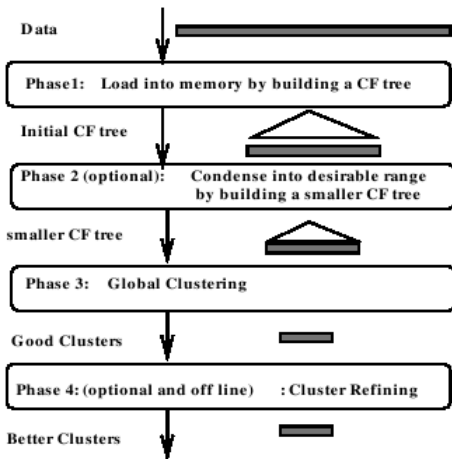 Data
Phase1: Load into memory by building a CF tree
Initial CF tree
Phase 2 (optional): Condense into desirable range
by building a smaller CF tree
smaller CF tree
Phase 3: Global Clustering
Good Clusters
Phase 4: (optional and off line) : Cluster Refining
Better Clusters